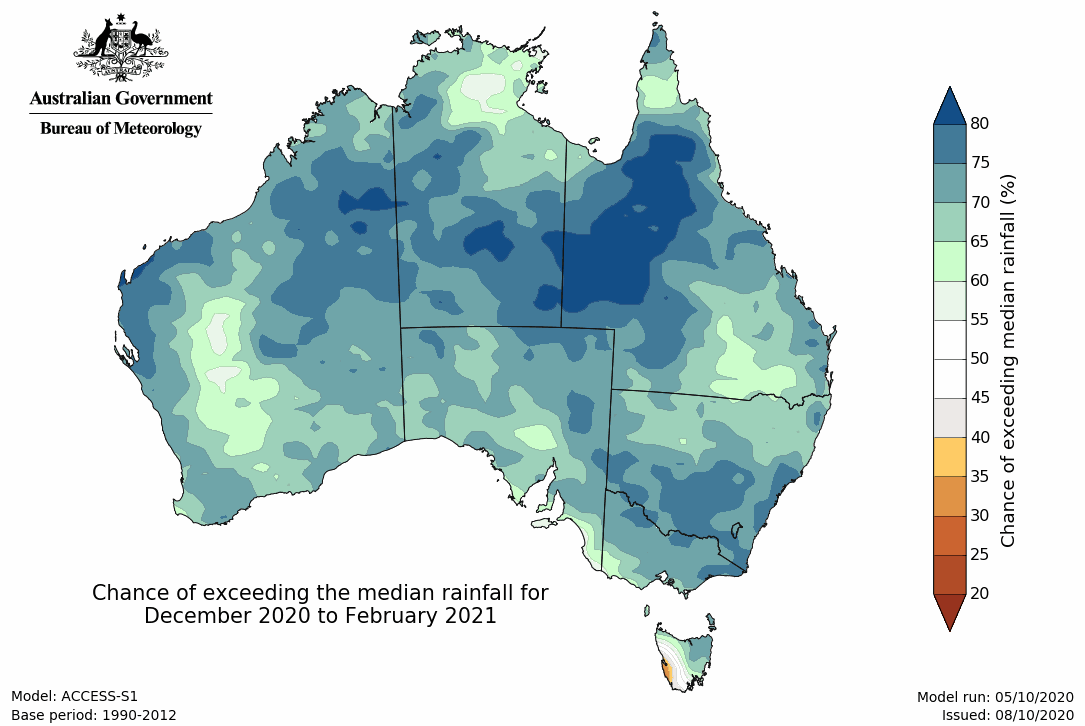 Australian Government
Bureau of Meteorology
80
75
70
65
60
55
50
45
40
35
30
25
20
Chance of exceeding median rainfall (%)
Chance of exceeding the median rainfall for
December 2020 to February 2021
Model: ACCESS-S1
Base period: 1990-2012
Model run: 05/10/2020
Issued: 08/10/2020